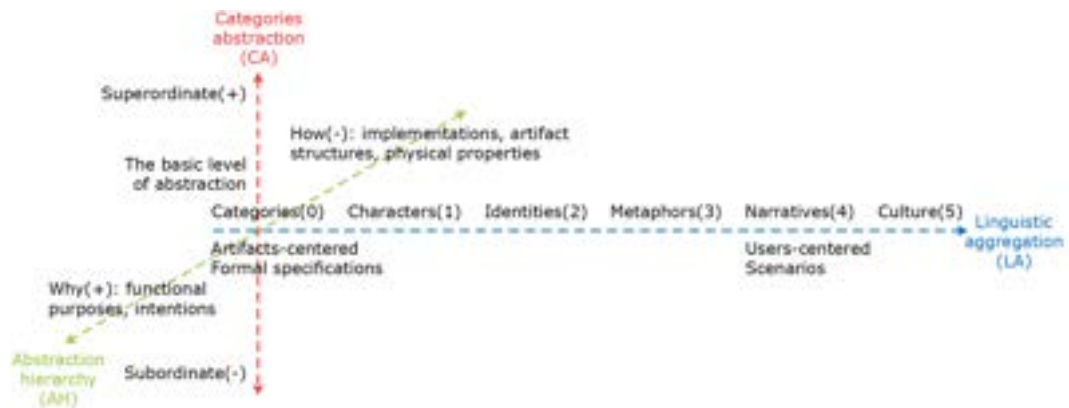 Categories
abstraction
(CA)
Superordinate(+)
How(-): implementations, artifact
structures, physical properties
The basic level
of abstraction
Categories(0)
Characters(1)
Identities(2)
Metaphors(3)
Narratives(4)
Culture(5)
Linguistic
aggregation
(LA)
Artifacts-centered
Formal specifications
Users-centered
Scenarios
Why(+): functional
purposes, intentions
Abstraction
hierarchy
(AH)
Subordinate(-)